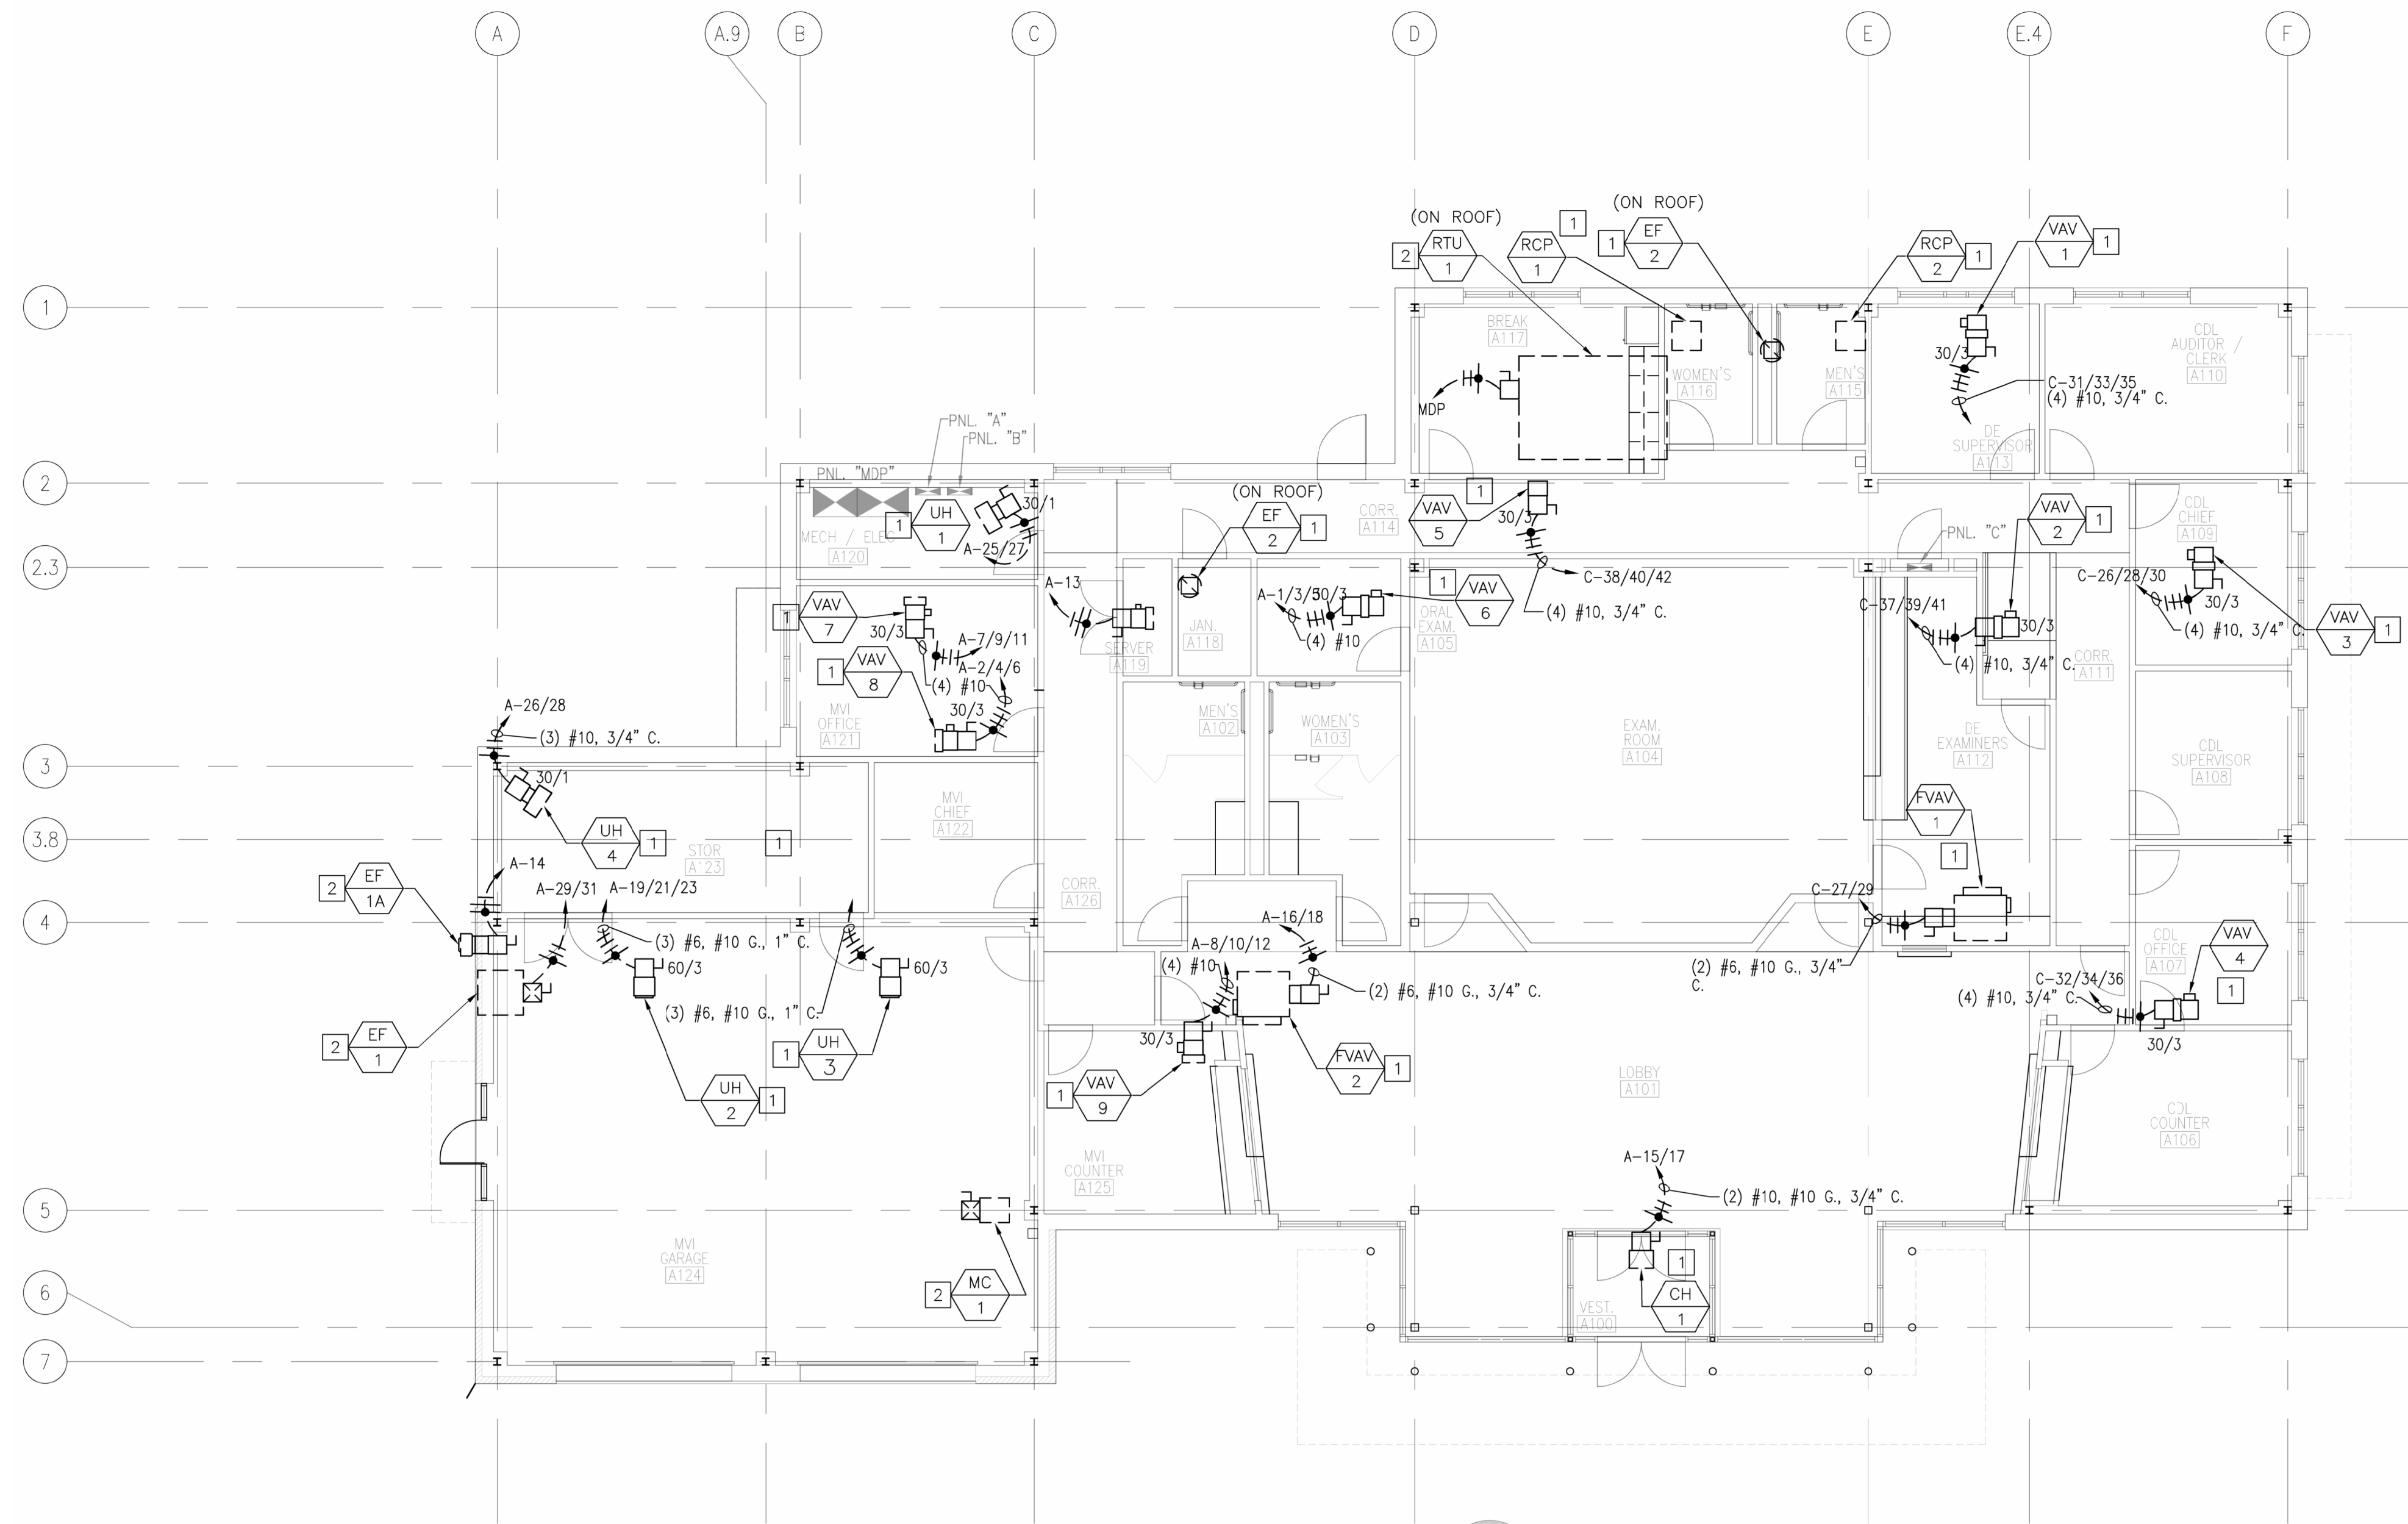 A
A.9
B
C
D
E
E.4
F
(ON ROOF)
(ON ROOF)
1
RTU
1
2
RCP
1
1
EF
2
RCP
2
1
VAV
1
1
1
BREAK
A117
WOMEN'S
A116
MEN'S
A115
30/3
CDL
AUDITOR /
CLERK
A110
C-31/33/35
(4) #10, 3/4" C.
MDP
DE
SUPERVISOR
A113
PNL. "A"
PNL. "B"
PNL. "MDP"
2
1
UH
1
30/1
MECH / ELEC
A120
A-25/27
(ON ROOF)
EF
2
1
CORR.
A114
VAV
5
1
30/3
VAV
2
1
PNL. "C"
CDL
CHIEF
A109
2.3
C-38/40/42
(4) #10, 3/4" C.
C-26/28/30
30/3
(4) #10, 3/4" C.
VAV
3
1
1
VAV
7
30/3
A-7/9/11
A-13
SERVER
A119
JAN.
A118
A-1/3/5
30/3
(4) #10
1
VAV
6
ORAL
EXAM.
A105
C-37/39/41
30/3
(4) #10, 3/4" C.
CORR.
A111
1
VAV
8
A-2/4/6
(4) #10
30/3
MVI
OFFICE
A121
A-26/28
(3) #10, 3/4" C.
MEN'S
A102
WOMEN'S
A103
EXAM.
ROOM
A104
DE
EXAMINERS
A112
CDL
SUPERVISOR
A108
3
30/1
MVI
CHIEF
A122
FVAV
1
1
3.8
UH
4
1
1
STOR
A123
A-14
2
EF
1A
A-29/31
A-19/21/23
CORR.
A126
C-27/29
4
A-16/18
A-8/10/12
(4) #10
(3) #6, #10 G., 1" C.
60/3
60/3
(3) #6, #10 G., 1" C.
(2) #6, #10 G., 3/4" C.
(2) #6, #10 G., 3/4"
C.
CDL
OFFICE
A107
VAV
4
1
C-32/34/36
(4) #10, 3/4" C.
30/3
2
EF
1
1
UH
3
30/3
FVAV
2
1
UH
2
1
1
VAV
9
LOBBY
A101
CDL
COUNTER
A106
MVI
COUNTER
A125
A-15/17
(2) #10, #10 G., 3/4" C.
5
MVI
GARAGE
A124
1
2
MC
1
CH
1
VEST.
A100
6
7